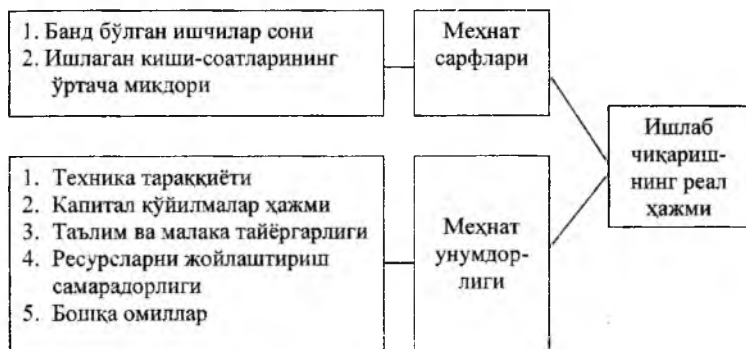 1. Банд бўлган ишчилар сони
2. Ишлаган киши-соатларининг
ўртача микдори
Меҳнат
сарфлари
Ишлаб
чиқариш-
нинг реал
ҳажми
1. Техника тараққиёти
2. Капитал қўйилмалар ҳажми
3. Таълим ва малака тайёргарлиги
4. Ресурсларни жойлаштириш
самарадорлиги
5. Бошқа омиллар
Меҳнат
унумдор-
лиги